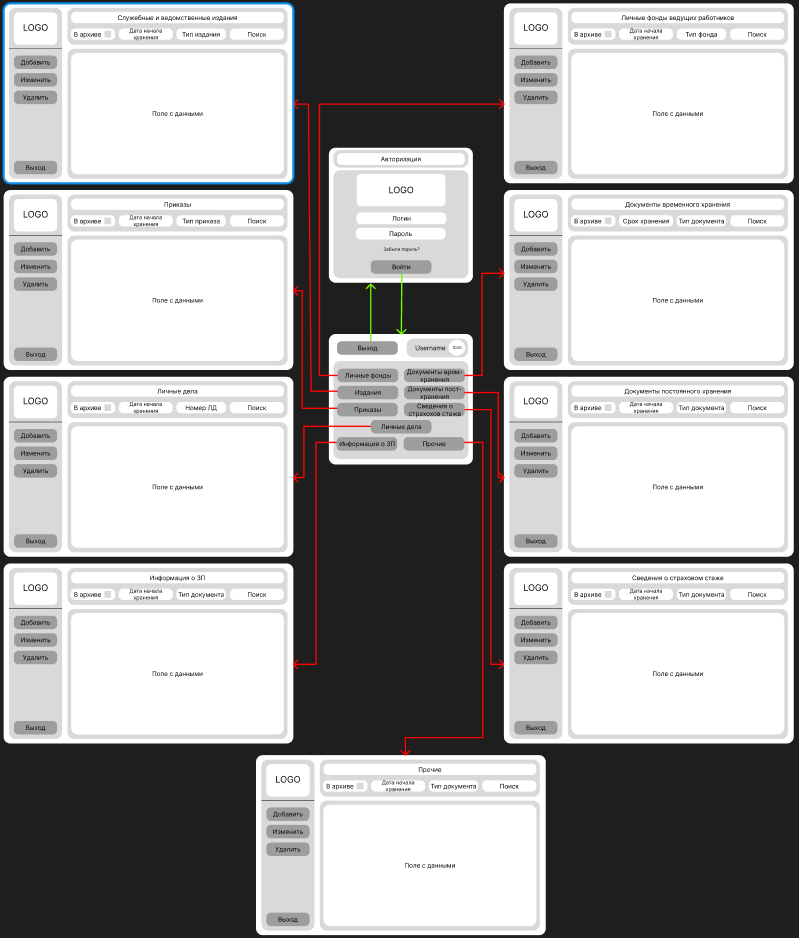 Служебные и ведомственные издания
LOGO
В архиве
Дата начала
хранения
Тип издания
Поиск
Добавить
Изменить
Удалить
Поле с данными
Выход
Личные фонды ведущих работников
LOGO
В архиве
Дата начала
хранения
Тип фонда
Поиск
Добавить
Изменить
Удалить
Поле с данными
Выход
Авторизация
LOGO
Логин
Пароль
Забыли пароль?
Войти
Приказы
LOGO
В архиве
Дата начала
хранения
Тип приказа
Поиск
Добавить
Изменить
Удалить
Поле с данными
Выход
Документы временного хранения
LOGO
В архиве
Срок хранения
Тип документа
Поиск
Добавить
Изменить
Удалить
Поле с данными
Выход
Выход
Username
icon
Личные фонды
Документы врем-
хранения
Издания
Документы пост-
хранения
Приказы
Сведения о
страхов стаже
Личные дела
Информация о ЗП
Прочие
Личные дела
LOGO
В архиве
Дата начала
хранения
Номер ЛД
Поиск
Добавить
Изменить
Удалить
Поле с данными
Выход
Документы постоянного хранения
LOGO
В архиве
Дата начала
хранения
Тип документа
Поиск
Добавить
Изменить
Удалить
Поле с данными
Выход
Информация о ЗП
LOGO
В архиве
Дата начала
хранения
Тип документа
Поиск
Добавить
Изменить
Удалить
Поле с данными
Выход
Сведения о страховом стаже
LOGO
В архиве
Дата начала
хранения
Тип документа
Поиск
Добавить
Изменить
Удалить
Поле с данными
Выход
Прочие
LOGO
В архиве
Дата начала
хранения
Тип документа
Поиск
Добавить
Изменить
Удалить
Поле с данными
Выход